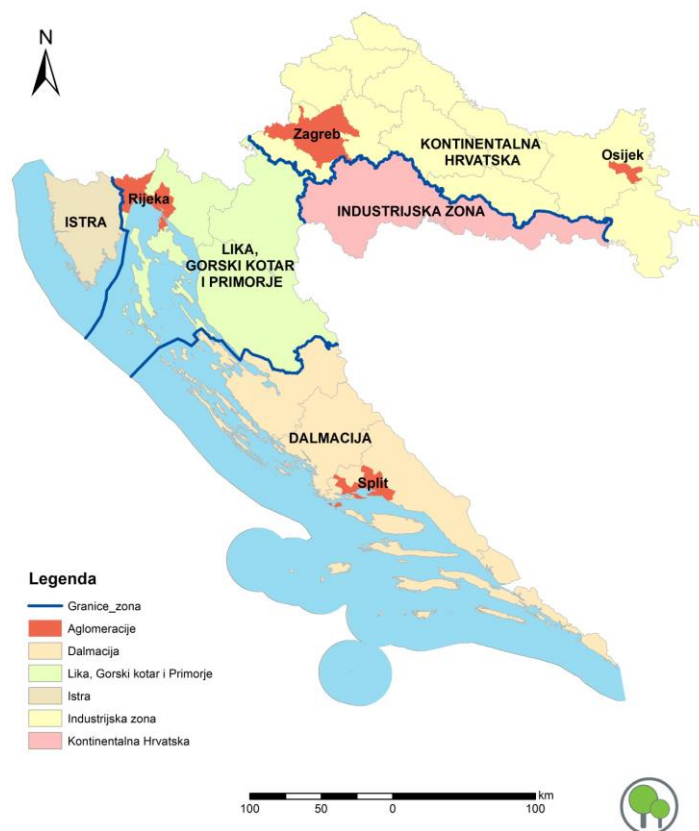 N
Zagreb
KONTINENTALNA
HRVATSKA
Osijek
Rijeka
ISTRA
INDUSTRIJSKA ZONA
LIKA,
GORSKI KOTAR
I PRIMORJE
DALMACIJA
Split
Legenda
Granice_zona
Aglomeracije
Dalmacija
Lika, Gorski kotar i Primorje
Istra
Industrijska zona
Kontinentalna Hrvatska
km
100 50 0 100